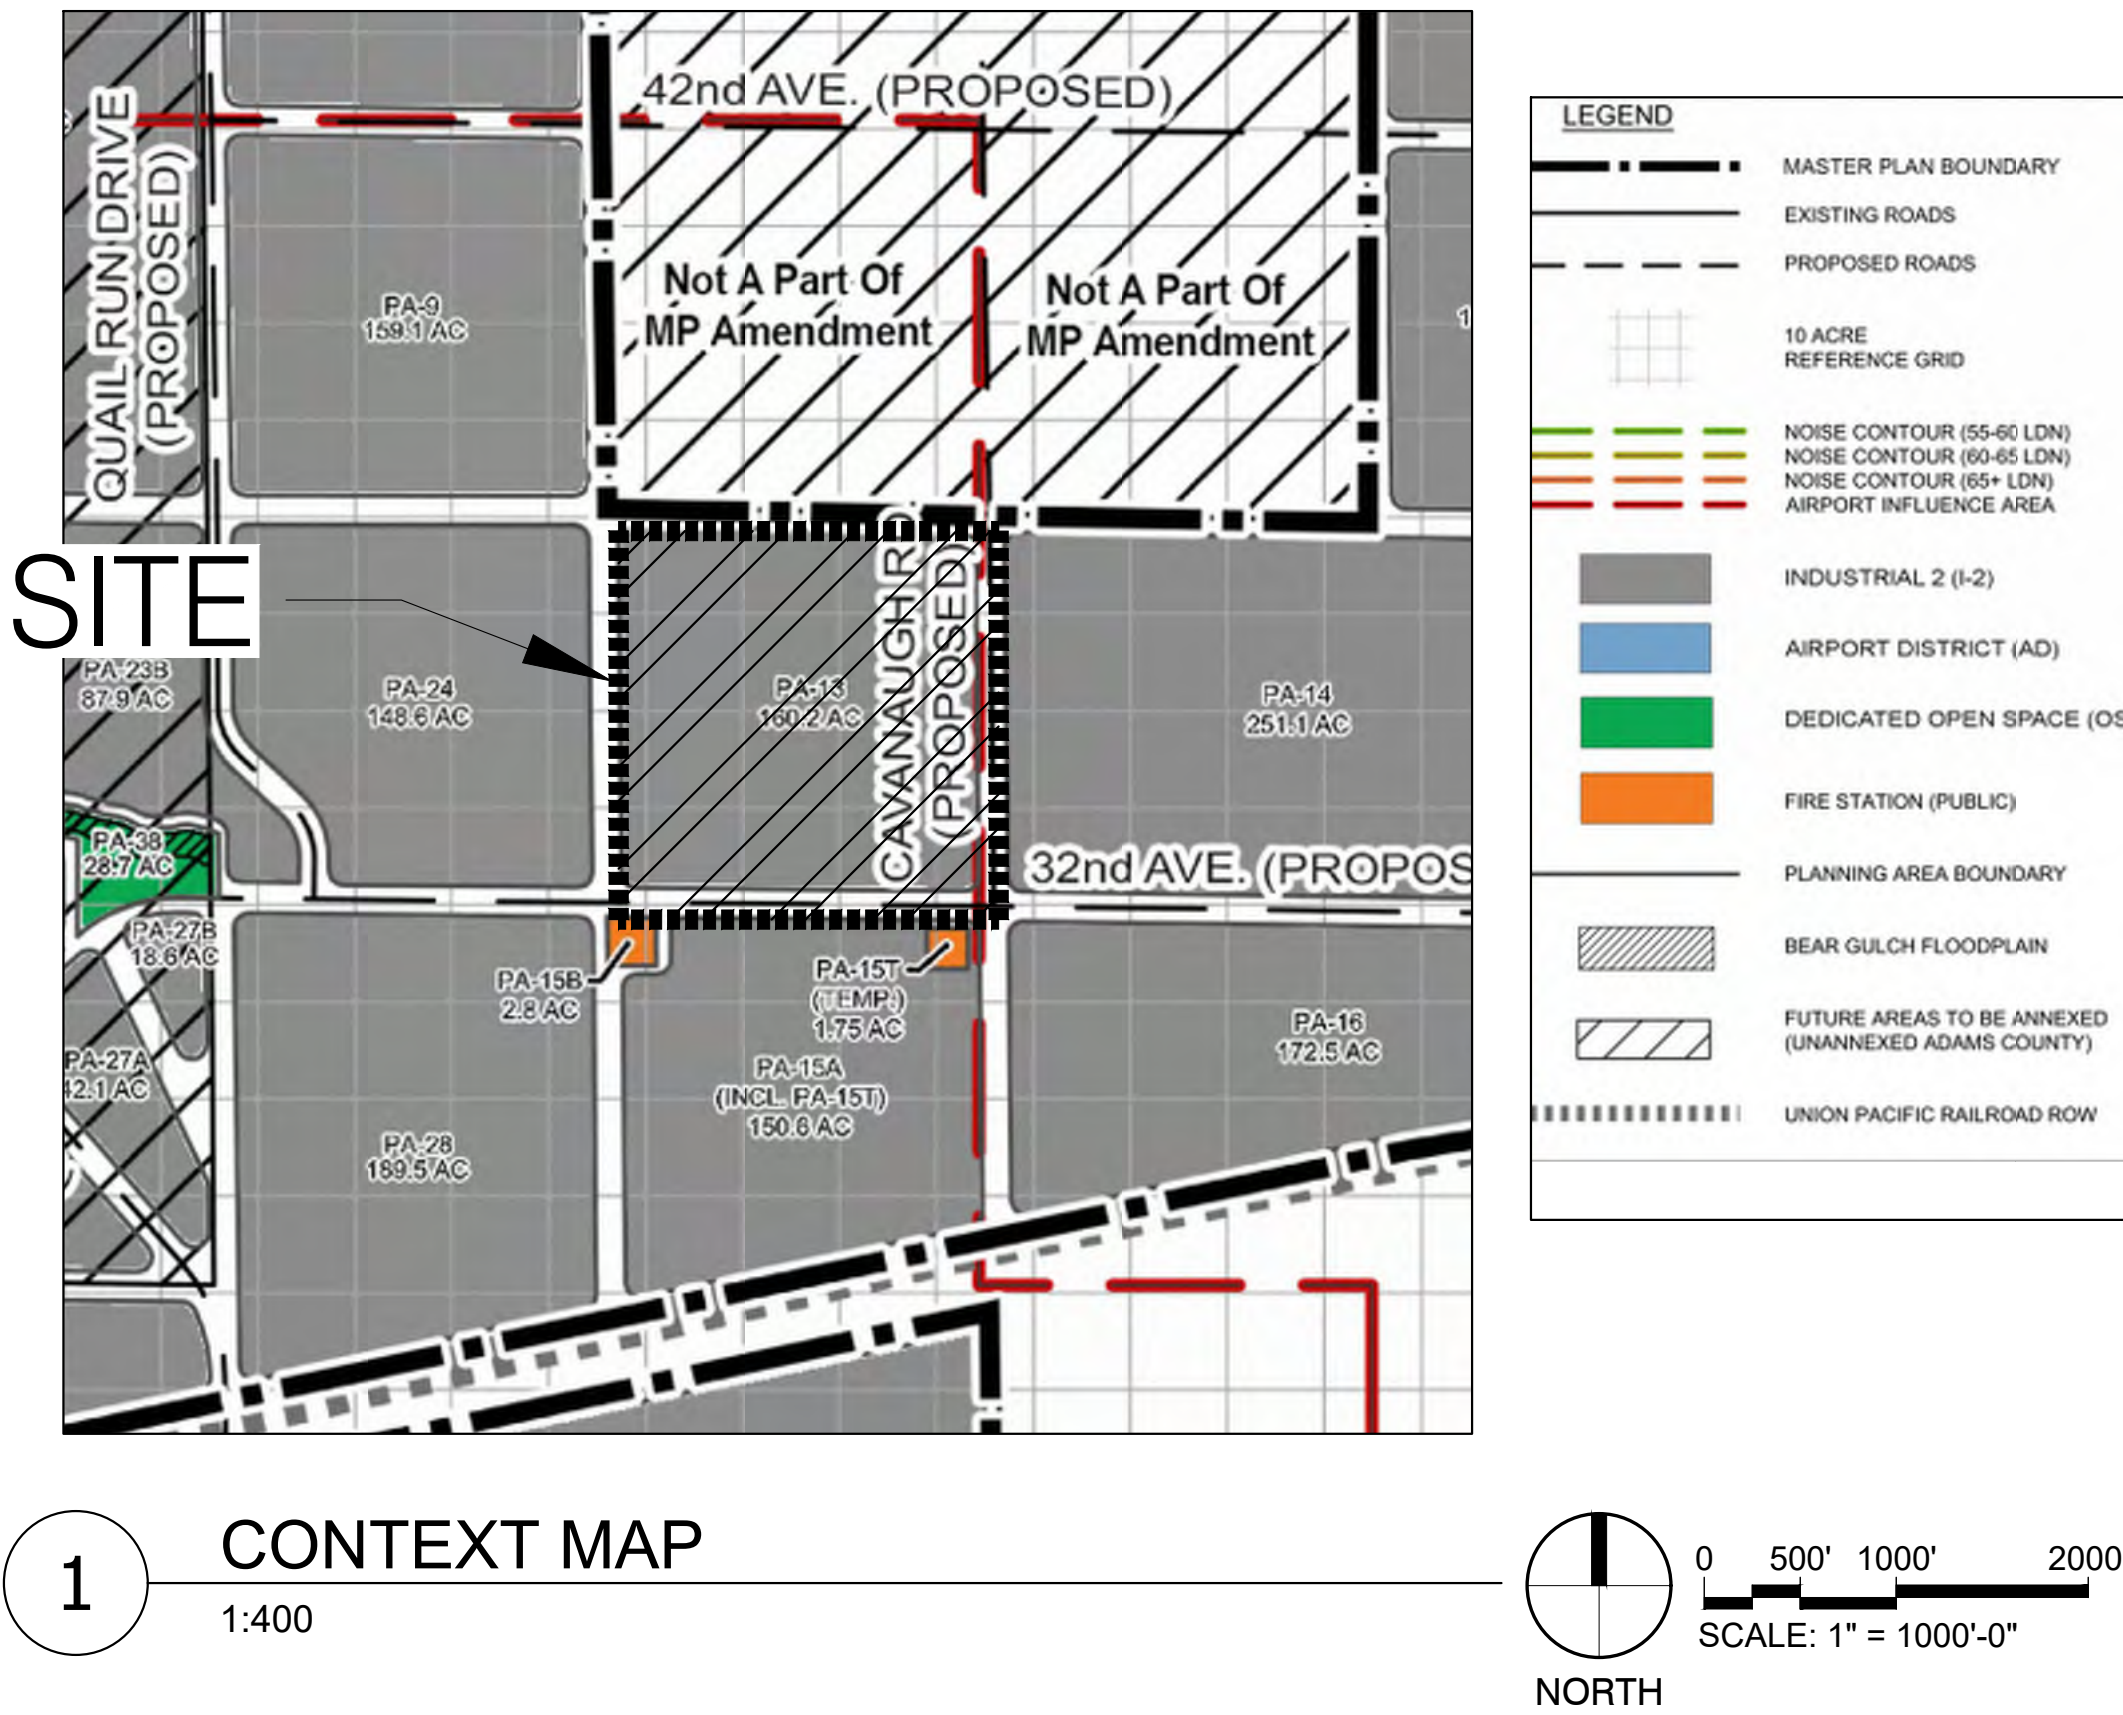 42nd AVE. (PROPOSED)
QUAIL RUN DRIVE
(PROPOSED)
PA-9
159.1 AC
Not A Part Of
MP Amendment
Not A Part Of
MP Amendment
1
SITE
CAVANAUGH RD
(PROPOSED)
PA-23B
87.9 AC
PA-24
148.6 AC
PA-13
160.2 AC
PA-14
251.1 AC
PA-38
28.7 AC
32nd AVE. (PROPOS
PA-27B
18.6 AC
PA-15B
2.8 AC
PA-15T
(TEMP.)
1.75 AC
PA-16
172.5 AC
PA-27A
42.1 AC
PA-15A
(INCL. PA-15T)
150.6 AC
PA-28
189.5 AC
LEGEND
MASTER PLAN BOUNDARY
EXISTING ROADS
PROPOSED ROADS
10 ACRE
REFERENCE GRID
NOISE CONTOUR (55-60 LDN)
NOISE CONTOUR (60-65 LDN)
NOISE CONTOUR (65+ LDN)
AIRPORT INFLUENCE AREA
INDUSTRIAL 2 (I-2)
AIRPORT DISTRICT (AD)
DEDICATED OPEN SPACE (OS
FIRE STATION (PUBLIC)
PLANNING AREA BOUNDARY
BEAR GULCH FLOODPLAIN
FUTURE AREAS TO BE ANNEXED
(UNANNEXED ADAMS COUNTY)
UNION PACIFIC RAILROAD ROW
1
CONTEXT MAP
1:400
NORTH
0 500' 1000' 2000
SCALE: 1" = 1000'-0"